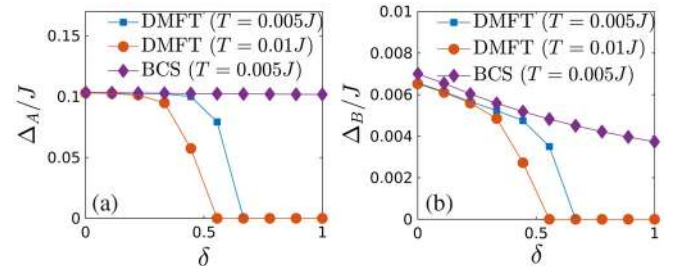 0.15
0.1
0.05
0
Δ_A/J
DMFT (T = 0.005J)
DMFT (T = 0.01J)
BCS (T = 0.005J)
(a)
0
0.5
1
δ
0.01
0.008
0.006
0.004
0.002
0
Δ_B/J
DMFT (T = 0.005J)
DMFT (T = 0.01J)
BCS (T = 0.005J)
(b)
0
0.5
1
δ